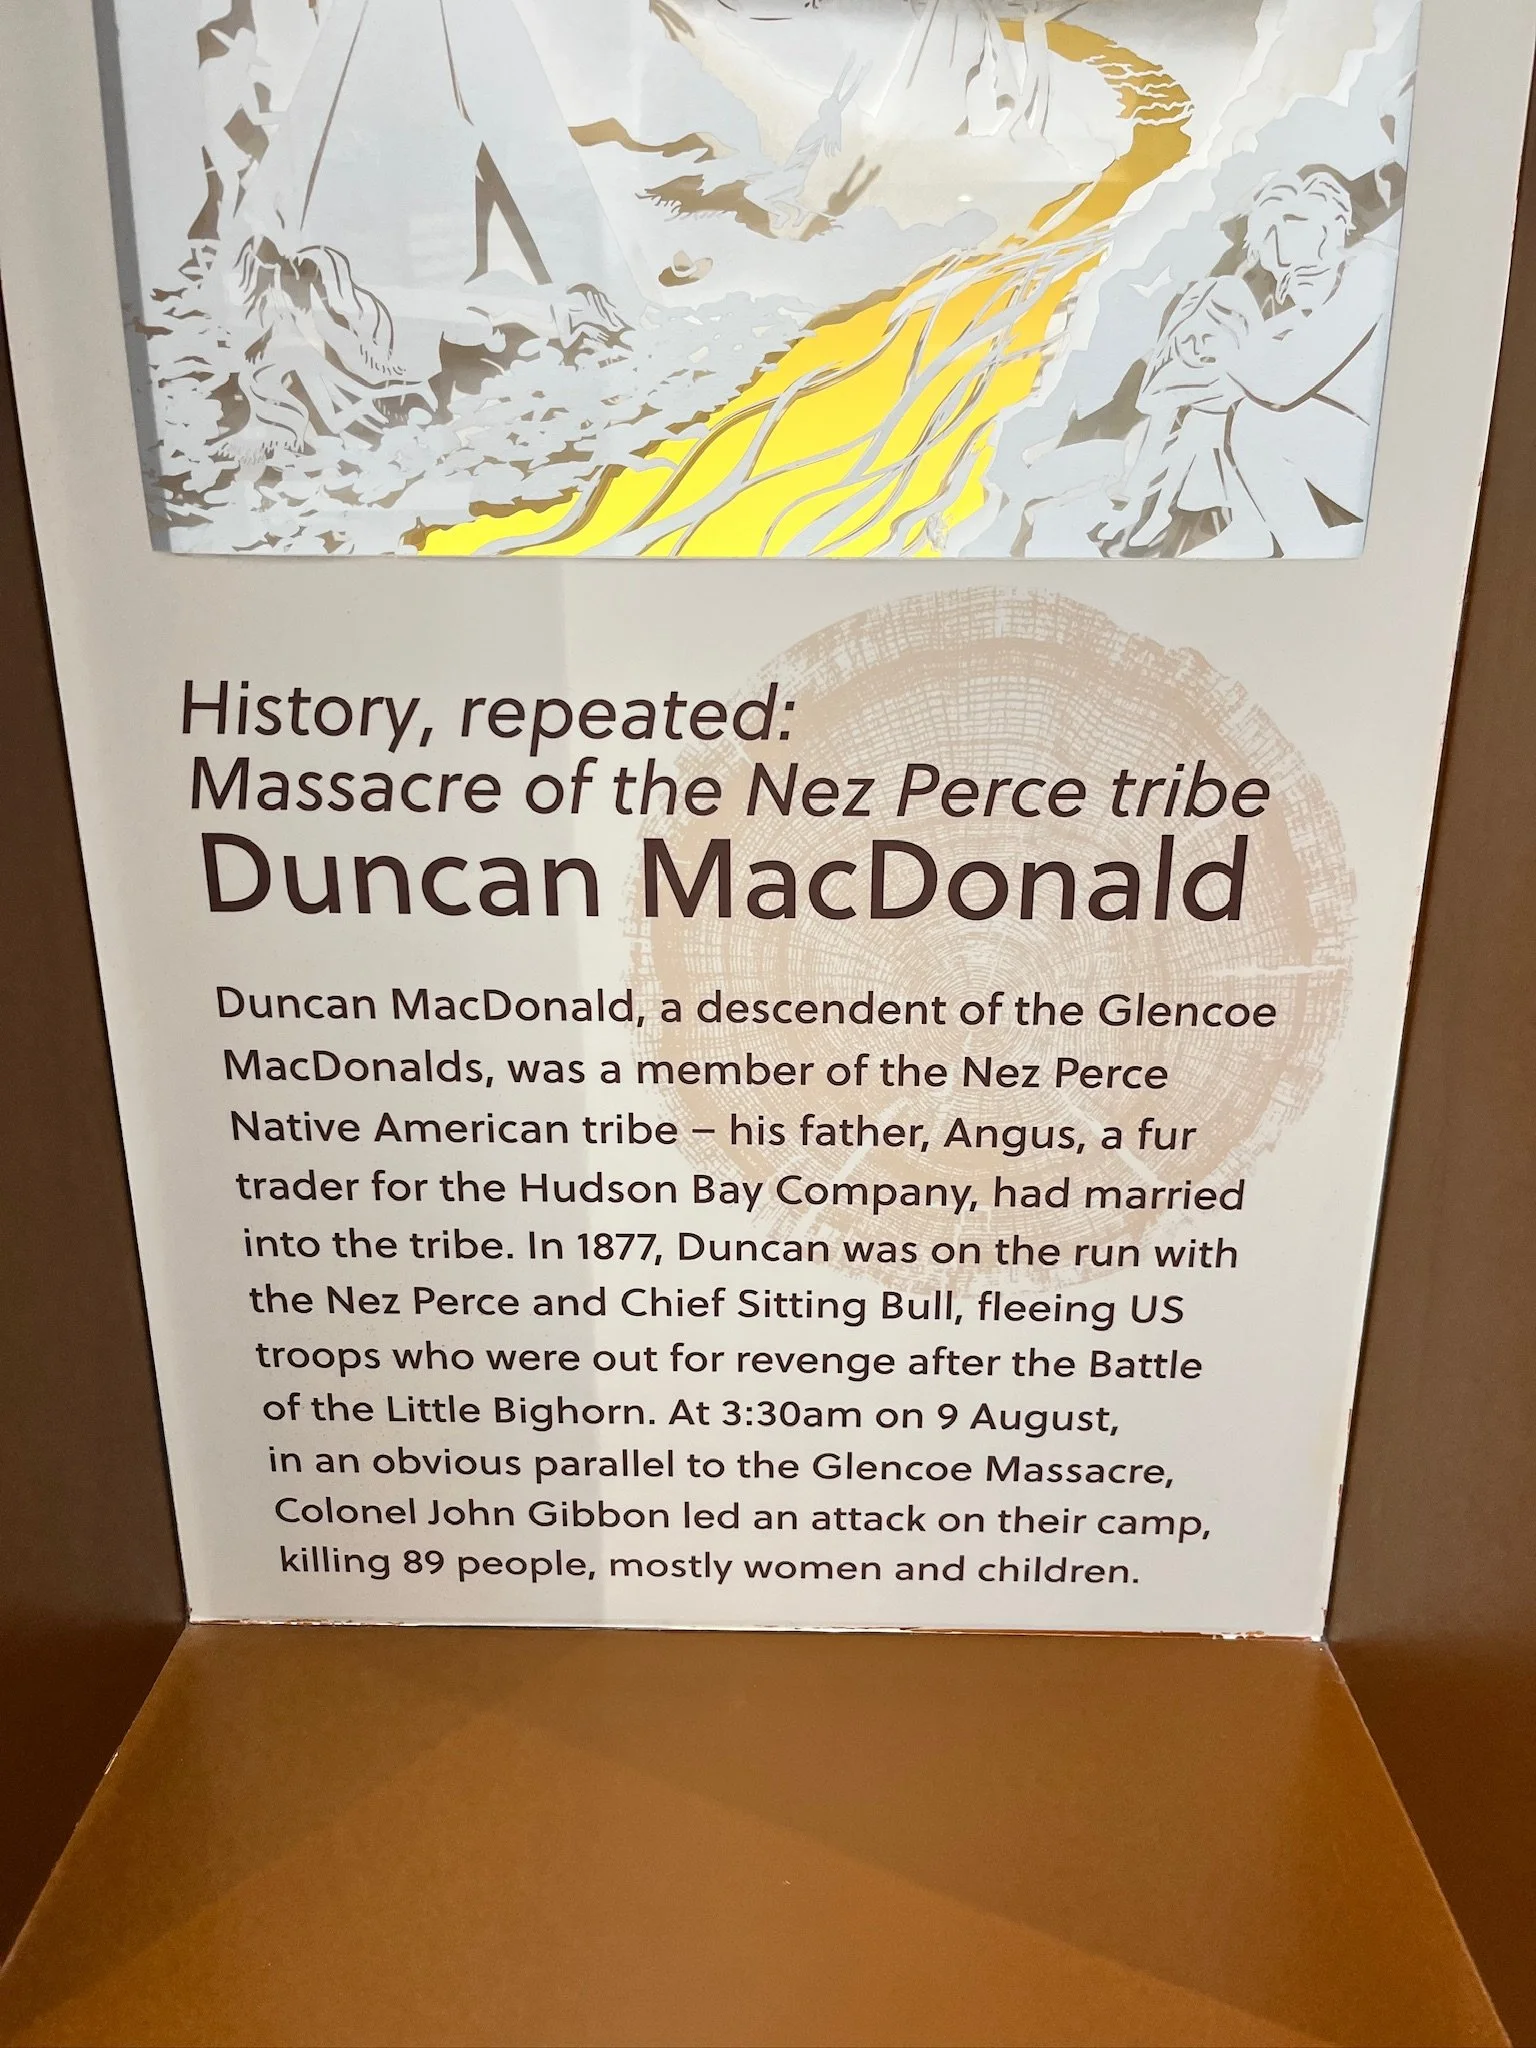 History, repeated:
Massacre of the Nez Perce tribe
Duncan MacDonald
Duncan MacDonald, a descendent of the Glencoe
MacDonalds, was a member of the Nez Perce
Native American tribe – his father, Angus, a fur
trader for the Hudson Bay Company, had married
into the tribe. In 1877, Duncan was on the run with
the Nez Perce and Chief Sitting Bull, fleeing US
troops who were out for revenge after the Battle
of the Little Bighorn. At 3:30am on 9 August,
in an obvious parallel to the Glencoe Massacre,
Colonel John Gibbon led an attack on their camp,
killing 89 people, mostly women and children.